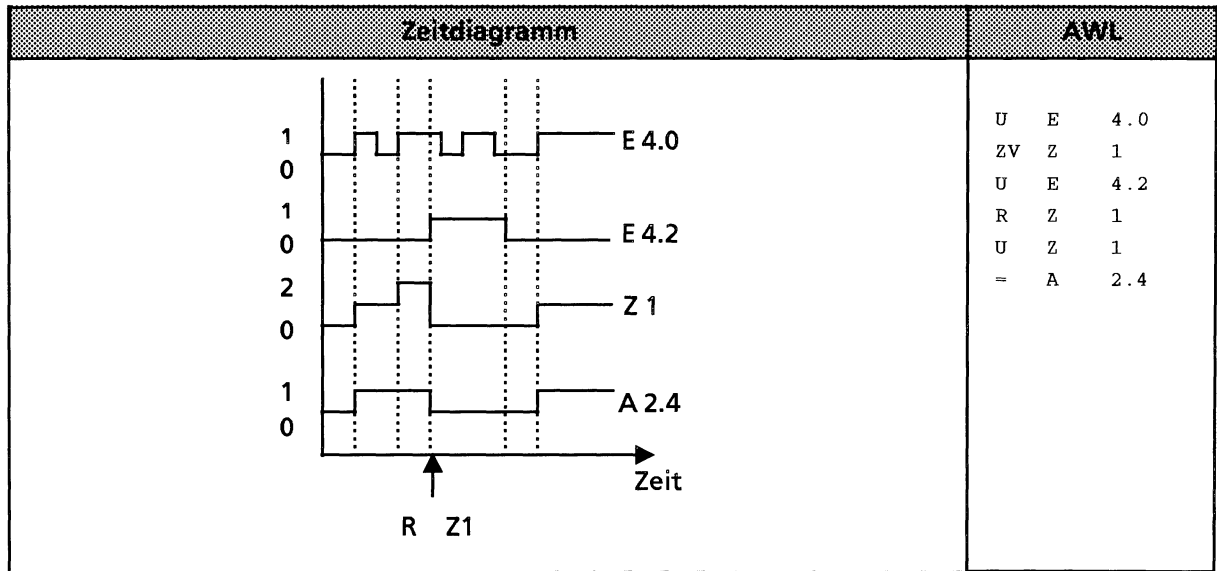 Zeitdiagramm
AWL
1
0
E 4.0
1
0
E 4.2
2
0
Z 1
1
0
A 2.4
Zeit
R Z1
U E 4.0
ZV Z 1
U E 4.2
R Z 1
U Z 1
= A 2.4